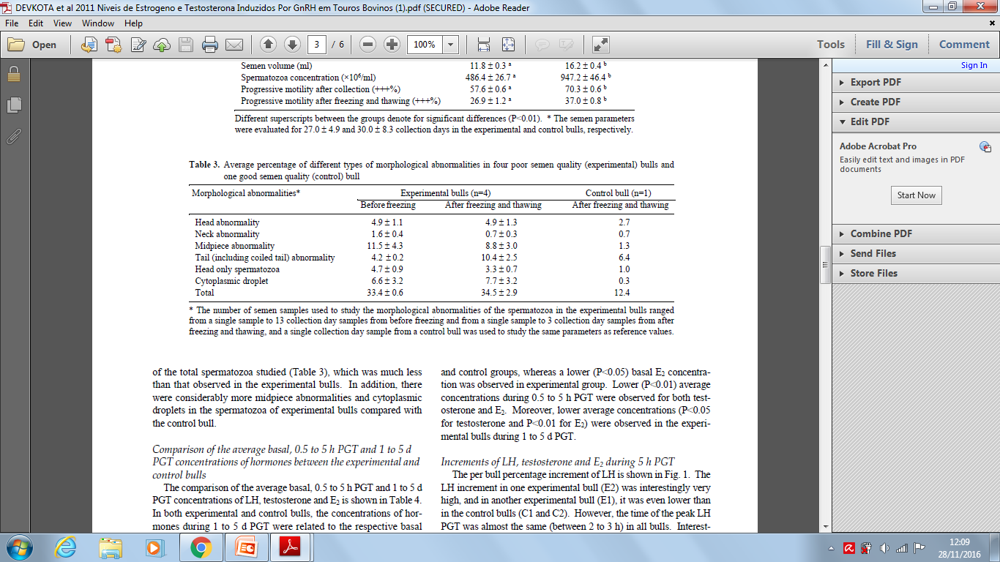 DEVKOTA et al 2011 Niveis de Estrogeno e Testosterona Induzidos Por GnRH em Touros Bovinos (1).pdf (SECURED) - Adobe Reader
File Edit View Window Help
Open 3 / 6 100% Tools Fill & Sign Comment
Sign In
Export PDF
Create PDF
Edit PDF
Adobe Acrobat Pro
Easily edit text and images in PDF
documents
Start Now
Combine PDF
Send Files
Store Files
Semen volume (ml) 11.8 ± 0.3 ᵃ 16.2 ± 0.4 ᵇ
Spermatozoa concentration (×10⁶/ml) 486.4 ± 26.7 ᵃ 947.2 ± 46.4 ᵇ
Progressive motility after collection (+++%) 57.6 ± 0.6 ᵃ 70.3 ± 0.6 ᵇ
Progressive motility after freezing and thawing (+++%) 26.9 ± 1.2 ᵃ 37.0 ± 0.8 ᵇ
Different superscripts between the groups denote for significant differences (P<0.01). * The semen parameters
were evaluated for 27.0 ± 4.9 and 30.0 ± 8.3 collection days in the experimental and control bulls, respectively.
Table 3. Average percentage of different types of morphological abnormalities in four poor semen quality (experimental) bulls and
one good semen quality (control) bull
Morphological abnormalities* Experimental bulls (n=4) Control bull (n=1)
Before freezing After freezing and thawing After freezing and thawing
Head abnormality 4.9 ± 1.1 4.9 ± 1.3 2.7
Neck abnormality 1.6 ± 0.4 0.7 ± 0.3 0.7
Midpiece abnormality 11.5 ± 4.3 8.8 ± 3.0 1.3
Tail (including coiled tail) abnormality 4.2 ± 0.2 10.4 ± 2.5 6.4
Head only spermatozoa 4.7 ± 0.9 3.3 ± 0.7 1.0
Cytoplasmic droplet 6.6 ± 3.2 7.7 ± 3.2 0.3
Total 33.4 ± 0.6 34.5 ± 2.9 12.4
* The number of semen samples used to study the morphological abnormalities of the spermatozoa in the experimental bulls ranged
from a single sample to 13 collection day samples from before freezing and from a single sample to 3 collection day samples from after
freezing and thawing, and a single collection day sample from a control bull was used to study the same parameters as reference values.
of the total spermatozoa studied (Table 3), which was much less
than that observed in the experimental bulls. In addition, there
were considerably more midpiece abnormalities and cytoplasmic
droplets in the spermatozoa of experimental bulls compared with
the control bull.
Comparison of the average basal, 0.5 to 5 h PGT and 1 to 5 d
PGT concentrations of hormones between the experimental and
control bulls
The comparison of the average basal, 0.5 to 5 h PGT and 1 to 5 d
PGT concentrations of LH, testosterone and E₂ is shown in Table 4.
In both experimental and control bulls, the concentrations of hor-
mones during 1 to 5 d PGT were related to the respective basal
and control groups, whereas a lower (P<0.05) basal E₂ concentra-
tion was observed in experimental group. Lower (P<0.01) average
concentrations during 0.5 to 5 h PGT were observed for both test-
osterone and E₂. Moreover, lower average concentrations (P<0.05
for testosterone and P<0.01 for E₂) were observed in the experi-
mental bulls during 1 to 5 d PGT.
Increments of LH, testosterone and E₂ during 5 h PGT
The per bull percentage increment of LH is shown in Fig. 1. The
LH increment in one experimental bull (E2) was interestingly very
high, and in another experimental bull (E1), it was even lower than
in the control bulls (C1 and C2). However, the time of the peak LH
PGT was almost the same (between 2 to 3 h) in all bulls. Interest-
12:09
28/11/2016